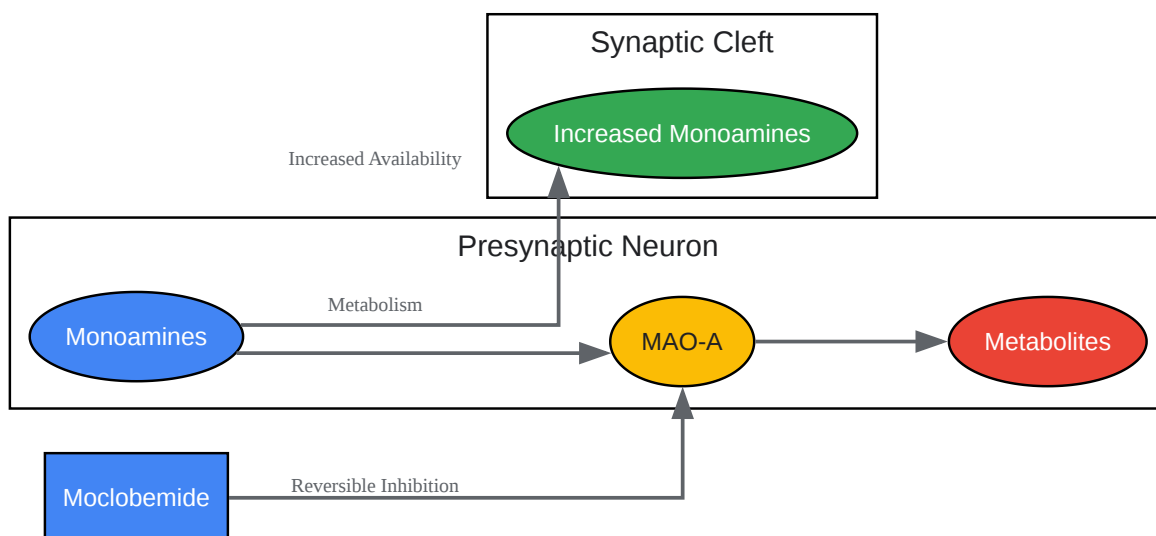 Synaptic Cleft
Increased Monoamines
Increased Availability
Presynaptic Neuron
Metabolism
Monoamines
MAO-A
Metabolites
Moclobemide
Reversible Inhibition